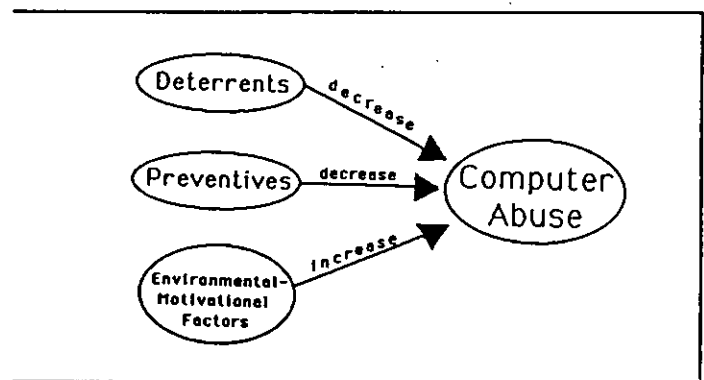 Deterrents
decrease
Preventives
decrease
Computer
Abuse
increase
Environmental-
Motivational
Factors